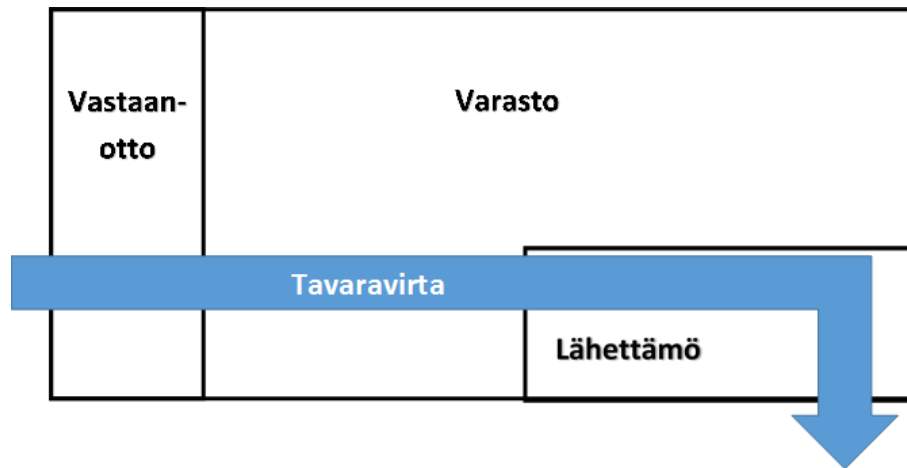 Vastaan-
otto
Varasto
Tavaravirta
Lähettämö